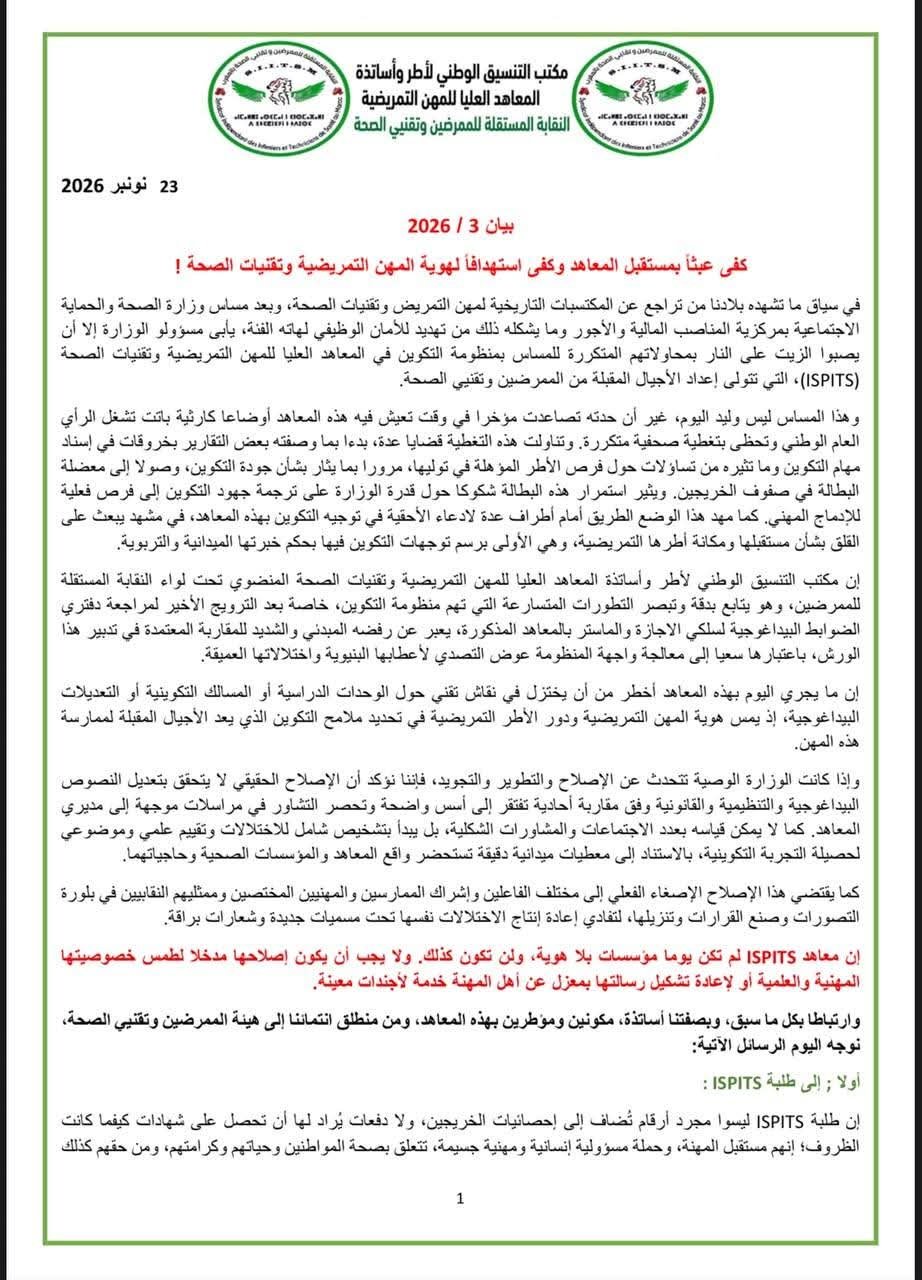 مكتب التنسيق الوطني لأطر وأساتذة
المعاهد العليا للمهن التمريضية
النقابة المستقلة للممرضين وتقنيي الصحة
S.I.I.T.S.M
S.I.I.T.S.M
23 نونبر 2026
بيان 3 / 2026
كفى عبثاً بمستقبل المعاهد وكفى استهدافاً لهوية المهن التمريضية وتقنيات الصحة !
في سياق ما تشهده بلادنا من تراجع عن المكتسبات التاريخية لمهن التمريض وتقنيات الصحة، وبعد مساس وزارة الصحة والحماية
الاجتماعية بمركزية المناصب المالية والأجور وما يشكله ذلك من تهديد للأمان الوظيفي لهاته الفئة، يأبى مسؤولو الوزارة إلا أن
يصبوا الزيت على النار بمحاولاتهم المتكررة للمساس بمنظومة التكوين في المعاهد العليا للمهن التمريضية وتقنيات الصحة
(ISPITS)، التي تتولى إعداد الأجيال المقبلة من الممرضين وتقنيي الصحة.
وهذا المساس ليس وليد اليوم، غير أن حدته تصاعدت مؤخرا في وقت تعيش فيه هذه المعاهد أوضاعا كارثية باتت تشغل الرأي
العام الوطني وتحظى بتغطية صحفية متكررة. وتناولت هذه التغطية قضايا عدة، بدءا بما وصفته بعض التقارير بخروقات في إسناد
مهام التكوين وما تثيره من تساؤلات حول فرص الأطر المؤهلة في توليها، مرورا بما يثار بشأن جودة التكوين، وصولا إلى معضلة
البطالة في صفوف الخريجين. ويثير استمرار هذه البطالة شكوكا حول قدرة الوزارة على ترجمة جهود التكوين إلى فرص فعلية
للإدماج المهني. كما مهد هذا الوضع الطريق أمام أطراف عدة لادعاء الأحقية في توجيه التكوين بهذه المعاهد، في مشهد يبعث على
القلق بشأن مستقبلها ومكانة أطرها التمريضية، وهي الأولى برسم توجهات التكوين فيها بحكم خبرتها الميدانية والتربوية.
إن مكتب التنسيق الوطني لأطر وأساتذة المعاهد العليا للمهن التمريضية وتقنيات الصحة المنضوي تحت لواء النقابة المستقلة
للممرضين، وهو يتابع بدقة وتبصر التطورات المتسارعة التي تهم منظومة التكوين، خاصة بعد الترويج الأخير لمراجعة دفتري
الضوابط البيداغوجية لسلكي الاجازة والماستر بالمعاهد المذكورة، يعبر عن رفضه المبدئي والشديد للمقاربة المعتمدة في تدبير هذا
الورش، باعتبارها سعيا إلى معالجة واجهة المنظومة عوض التصدي لأعطابها البنيوية واختلالاتها العميقة.
إن ما يجري اليوم بهذه المعاهد أخطر من أن يختزل في نقاش تقني حول الوحدات الدراسية أو المسالك التكوينية أو التعديلات
البيداغوجية، إذ يمس هوية المهن التمريضية ودور الأطر التمريضية في تحديد ملامح التكوين الذي يعد الأجيال المقبلة لممارسة
هذه المهن.
وإذا كانت الوزارة الوصية تتحدث عن الإصلاح والتطوير والتجويد، فإننا نؤكد أن الإصلاح الحقيقي لا يتحقق بتعديل النصوص
البيداغوجية والتنظيمية والقانونية وفق مقاربة أحادية تفتقر إلى أسس واضحة وتحصر التشاور في مراسلات موجهة إلى مديري
المعاهد. كما لا يمكن قياسه بعدد الاجتماعات والمشاورات الشكلية، بل يبدأ بتشخيص شامل للاختلالات وتقييم علمي وموضوعي
لحصيلة التجربة التكوينية، بالاستناد إلى معطيات ميدانية دقيقة تستحضر واقع المعاهد والمؤسسات الصحية وحاجياتهما.
كما يقتضي هذا الإصلاح الإصغاء الفعلي إلى مختلف الفاعلين وإشراك الممارسين والمهنيين المختصين وممثليهم النقابيين في بلورة
التصورات وصنع القرارات وتنزيلها، لتفادي إعادة إنتاج الاختلالات نفسها تحت مسميات جديدة وشعارات براقة.
إن معاهد ISPITS لم تكن يوما مؤسسات بلا هوية، ولن تكون كذلك. ولا يجب أن يكون إصلاحها مدخلا لطمس خصوصيتها
المهنية والعلمية أو لإعادة تشكيل رسالتها بمعزل عن أهل المهنة خدمة لأجندات معينة.
وارتباطا بكل ما سبق، وبصفتنا أساتذة، مكونين ومؤطرين بهذه المعاهد، ومن منطلق انتمائنا إلى هيئة الممرضين وتقنيي الصحة،
نوجه اليوم الرسائل الآتية:
أولا ; إلى طلبة ISPITS :
إن طلبة ISPITS ليسوا مجرد أرقام تُضاف إلى إحصائيات الخريجين، ولا دفعات يُراد لها أن تحصل على شهادات كيفما كانت
الظروف؛ إنهم مستقبل المهنة، وحملة مسؤولية إنسانية ومهنية جسيمة، تتعلق بصحة المواطنين وحياتهم وكرامتهم، ومن حقهم كذلك
1